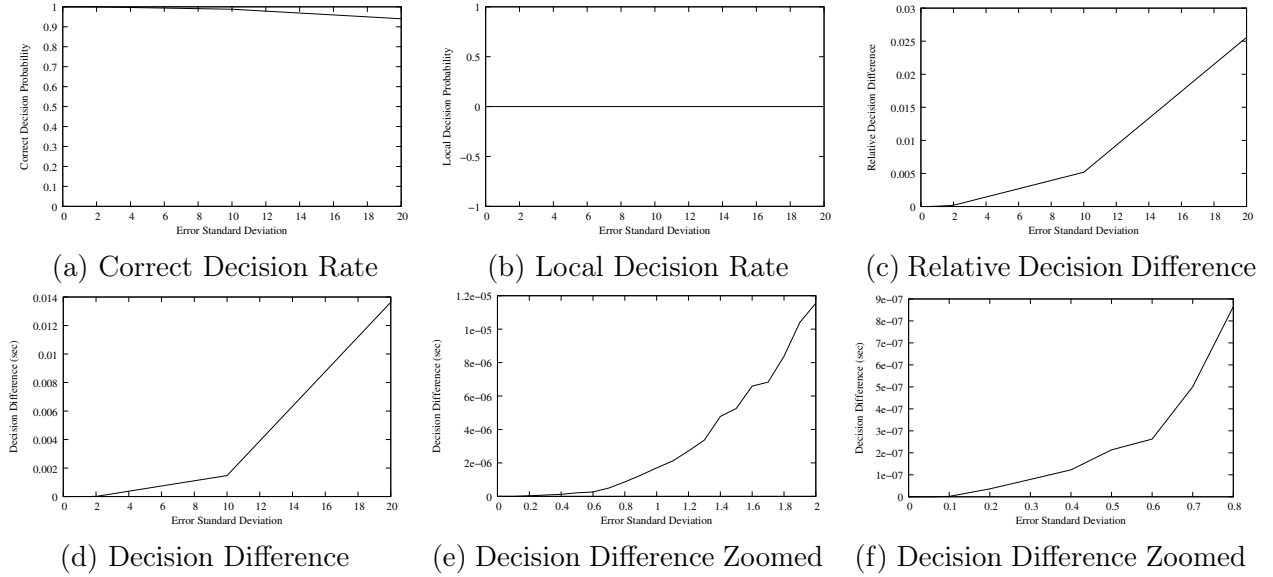 1
0.9
0.8
0.7
0.6
0.5
0.4
0.3
0.2
0.1
0
0 2 4 6 8 10 12 14 16 18 20
Correct Decision Probability
Error Standard Deviation
(a) Correct Decision Rate
1
0.5
0
−0.5
−1
0 2 4 6 8 10 12 14 16 18 20
Local Decision Probability
Error Standard Deviation
(b) Local Decision Rate
0.03
0.025
0.02
0.015
0.01
0.005
0
0 2 4 6 8 10 12 14 16 18 20
Relative Decision Difference
Error Standard Deviation
(c) Relative Decision Difference
0.014
0.012
0.01
0.008
0.006
0.004
0.002
0
0 2 4 6 8 10 12 14 16 18 20
Decision Difference (sec)
Error Standard Deviation
(d) Decision Difference
1.2e−05
1e−05
8e−06
6e−06
4e−06
2e−06
0
0 0.2 0.4 0.6 0.8 1 1.2 1.4 1.6 1.8 2
Decision Difference (sec)
Error Standard Deviation
(e) Decision Difference Zoomed
9e−07
8e−07
7e−07
6e−07
5e−07
4e−07
3e−07
2e−07
1e−07
0
0 0.1 0.2 0.3 0.4 0.5 0.6 0.7 0.8
Decision Difference (sec)
Error Standard Deviation
(f) Decision Difference Zoomed